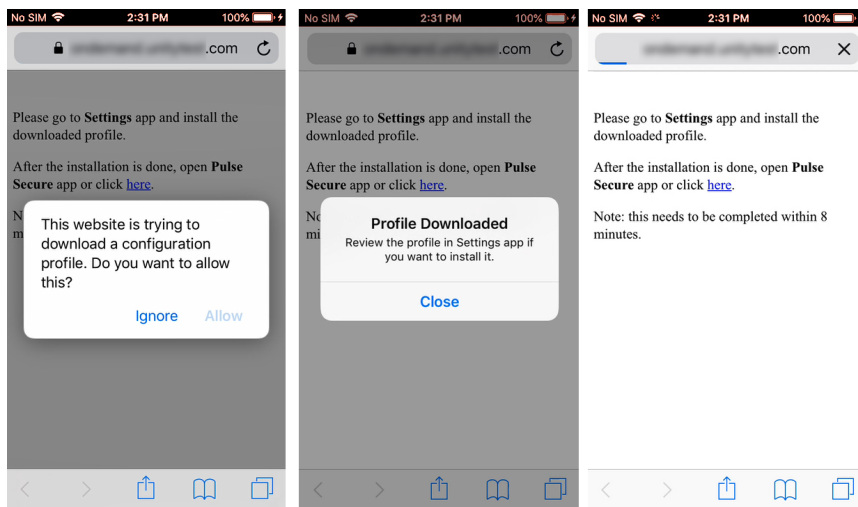 No SIM 2:31 PM 100%
.com
Please go to Settings app and install the
downloaded profile.
After the installation is done, open Pulse
Secure app or click here.
N
m
This website is trying to
download a configuration
profile. Do you want to allow
this?
Ignore Allow
No SIM 2:31 PM 100%
.com
Please go to Settings app and install the
downloaded profile.
After the installation is done, open Pulse
Secure app or click here.
No
mi
Profile Downloaded
Review the profile in Settings app if
you want to install it.
Close
No SIM 2:31 PM 100%
.com
Please go to Settings app and install the
downloaded profile.
After the installation is done, open Pulse
Secure app or click here.
Note: this needs to be completed within 8
minutes.